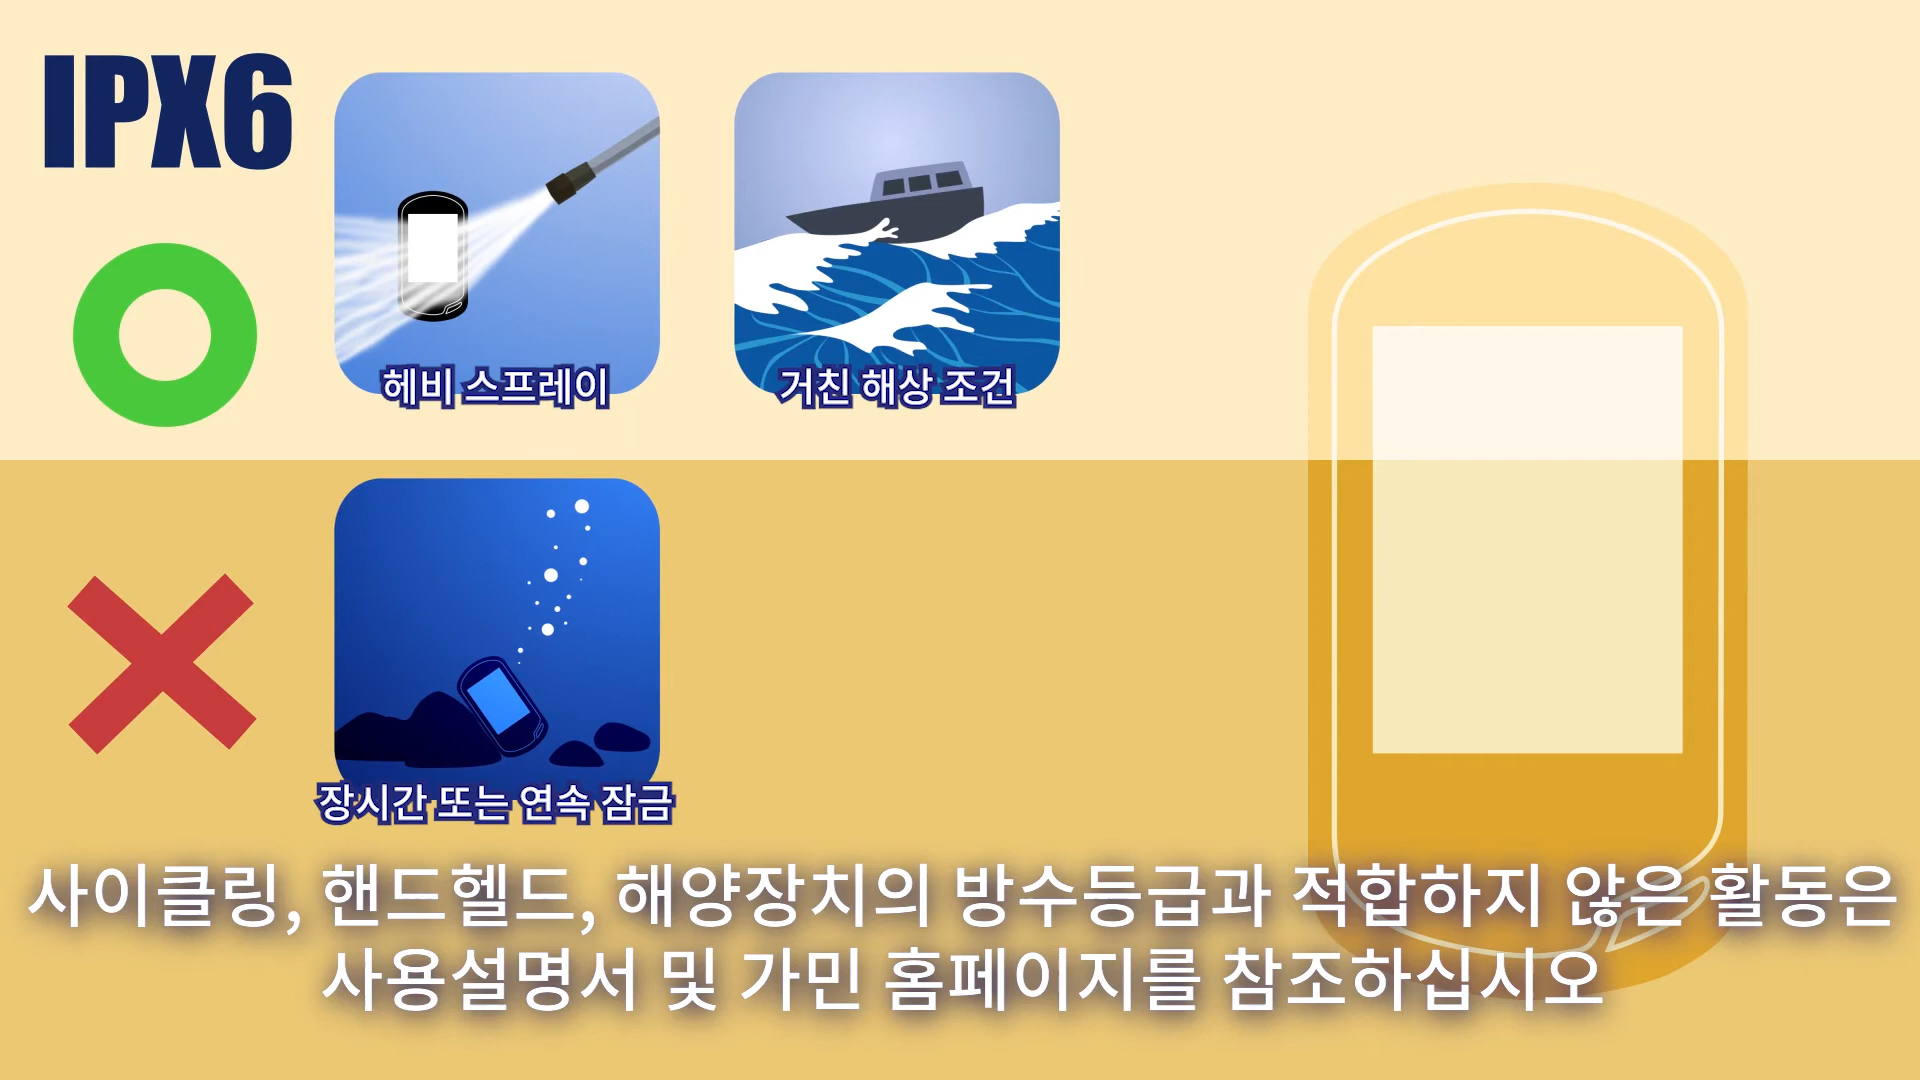 IPX6
헤비 스프레이
거친 해상 조건
장시간 또는 연속 잠금
사이클링, 핸드헬드, 해양장치의 방수등급과 적합하지 않은 활동은
사용설명서 및 가민 홈페이지를 참조하십시오